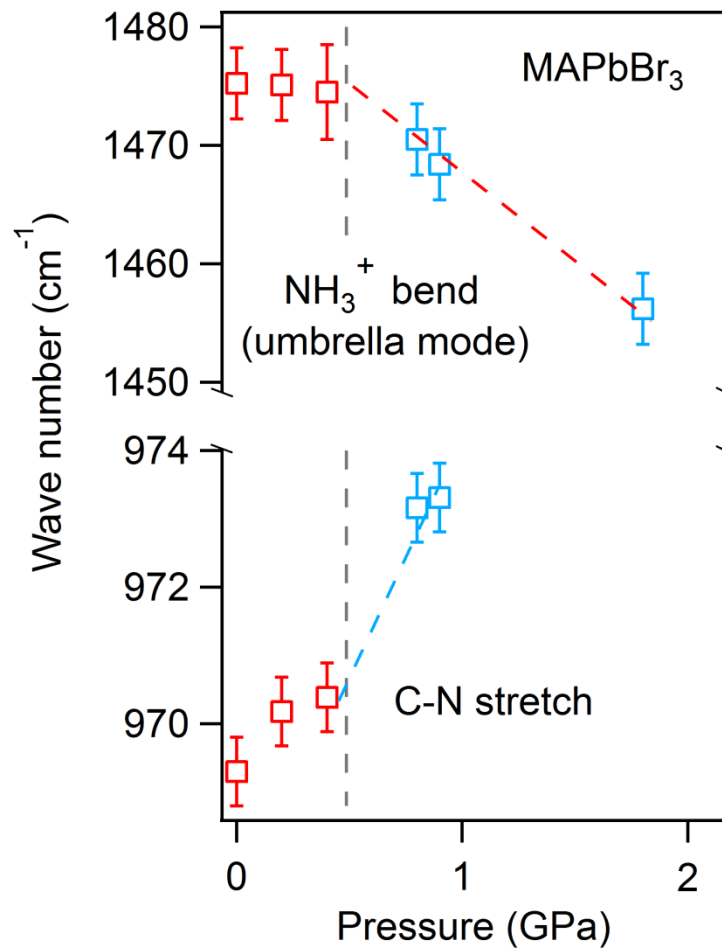 1480
MAPbBr₃
1470
1460
NH₃⁺ bend
(umbrella mode)
1450
Wave number (cm⁻¹)
974
972
970
C-N stretch
0
1
2
Pressure (GPa)